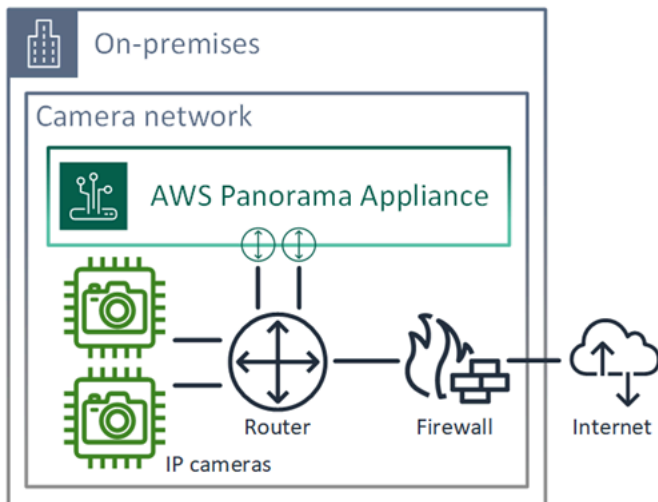 On-premises
Camera network
AWS Panorama Appliance
Router
Firewall
Internet
IP cameras